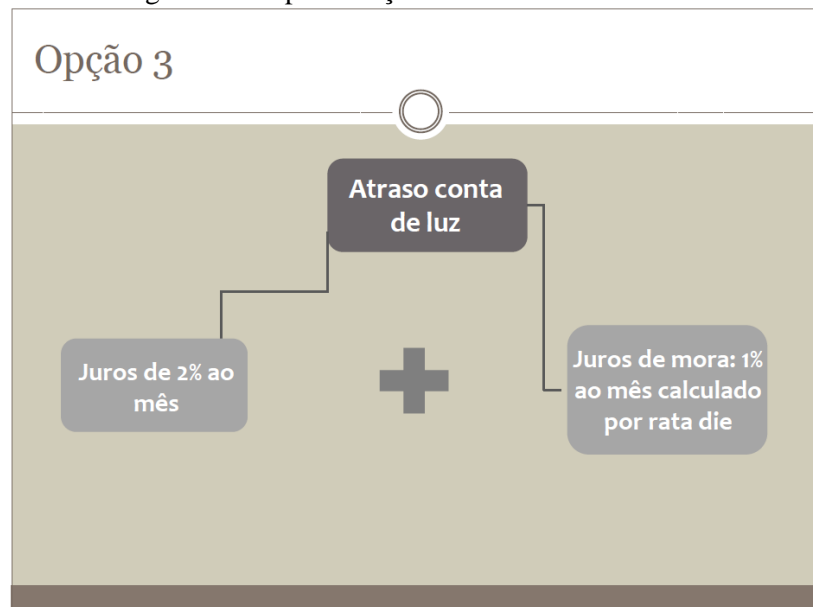 Opção 3
Atraso conta
de luz
Juros de 2% ao
mês
Juros de mora: 1%
ao mês calculado
por rata die